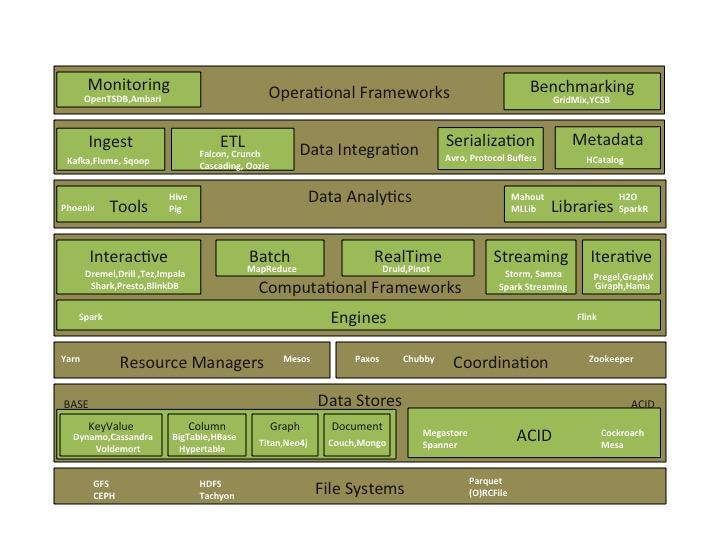 Monitoring
OpenTSDB,Ambari
Operational Frameworks
Benchmarking
GridMix,YCSB
Ingest
Kafka,Flume, Sqoop
ETL
Falcon, Crunch
Cascading, Oozie
Data Integration
Serialization
Avro, Protocol Buffers
Metadata
HCatalog
Data Analytics
Phoenix
Tools
Hive
Pig
Mahout
MLLib
Libraries
H2O
SparkR
Interactive
Dremel,Drill ,Tez,Impala
Shark,Presto,BlinkDB
Batch
MapReduce
RealTime
Druid,Pinot
Streaming
Storm, Samza
Spark Streaming
Iterative
Pregel,GraphX
Giraph,Hama
Computational Frameworks
Spark
Engines
Flink
Yarn
Resource Managers
Mesos
Paxos
Chubby
Coordination
Zookeeper
Data Stores
BASE
ACID
KeyValue
Dynamo,Cassandra
Voldemort
Column
BigTable,HBase
Hypertable
Graph
Titan,Neo4j
Document
Couch,Mongo
Megastore
Spanner
ACID
Cockroach
Mesa
GFS
CEPH
HDFS
Tachyon
File Systems
Parquet
(O)RCFile